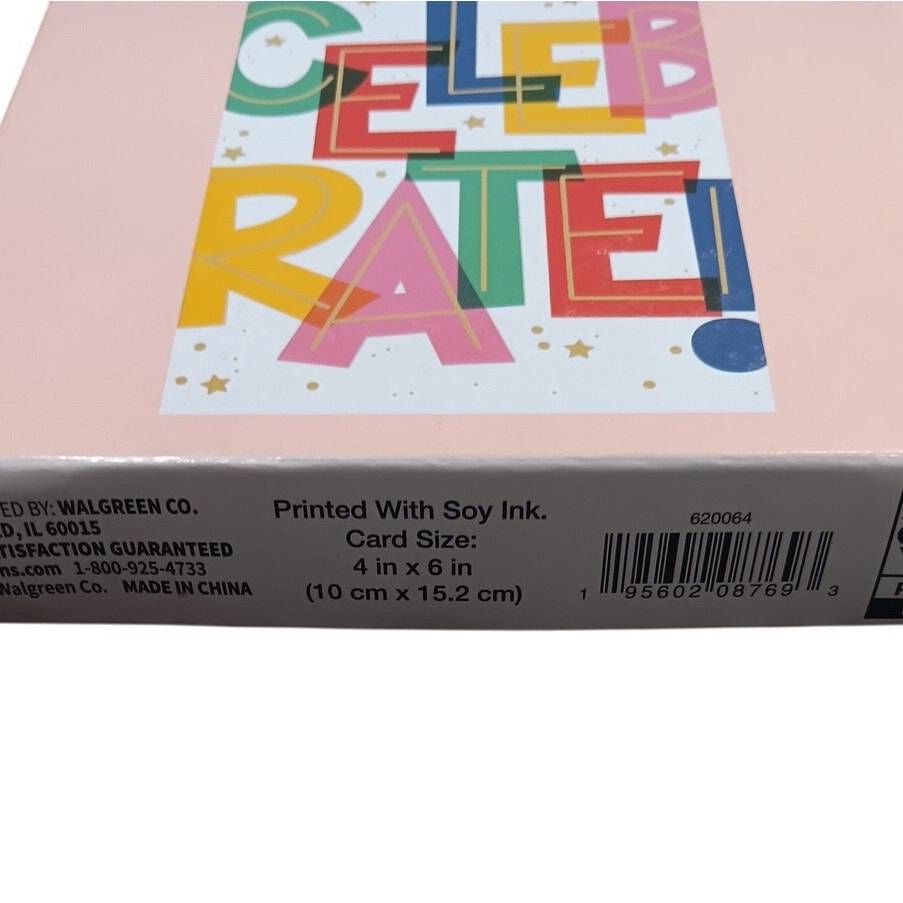 CELEB
RATE!
ED BY: WALGREEN CO.
D, IL 60015
TISFACTION GUARANTEED
ns.com 1-800-925-4733
Walgreen Co. MADE IN CHINA
Printed With Soy Ink.
Card Size:
4 in x 6 in
(10 cm x 15.2 cm)
620064
1 95602 08769 3